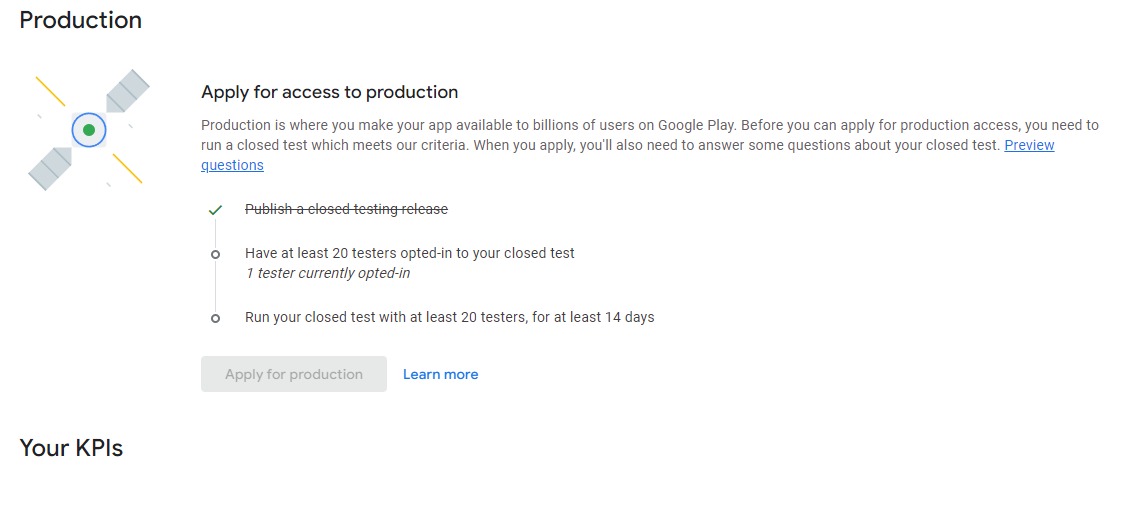 Production
Apply for access to production
Production is where you make your app available to billions of users on Google Play. Before you can apply for production access, you need to
run a closed test which meets our criteria. When you apply, you'll also need to answer some questions about your closed test. Preview
questions
Publish a closed testing release
Have at least 20 testers opted-in to your closed test
1 tester currently opted-in
Run your closed test with at least 20 testers, for at least 14 days
Apply for production Learn more
Your KPIs